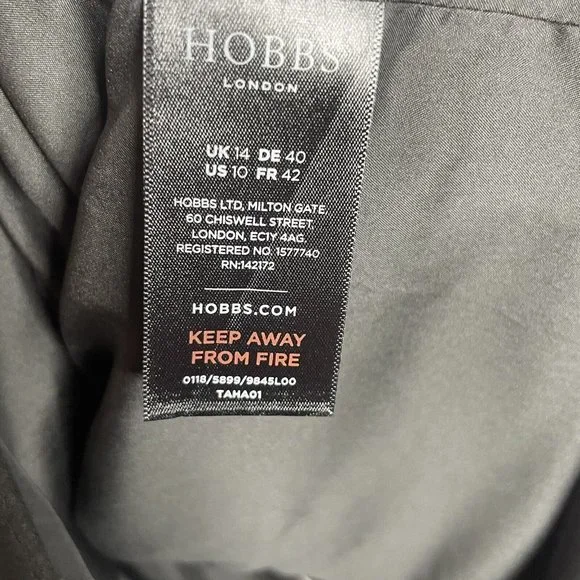 HOBBS
LONDON
UK 14 DE 40
US 10 FR 42
HOBBS LTD, MILTON GATE,
60 CHISWELL STREET,
LONDON, EC1Y 4AG.
REGISTERED NO. 1577740
RN:142172
HOBBS.COM
KEEP AWAY
FROM FIRE
0118/5899/9845L00
TAHA01